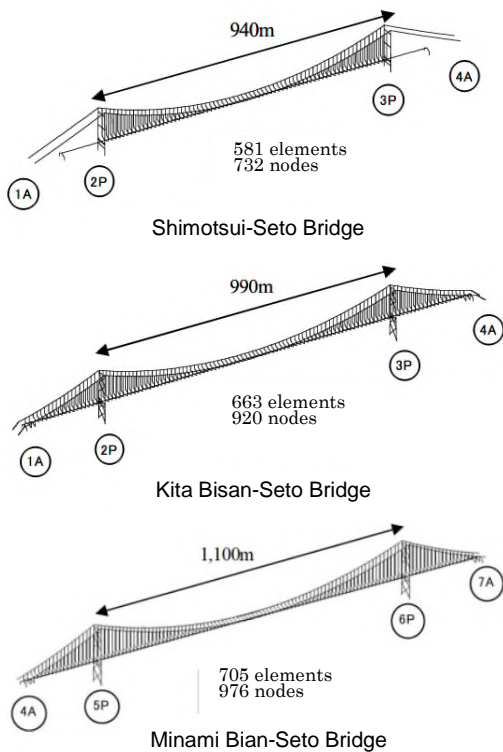 940m
3P
4A
581 elements
732 nodes
1A
2P
Shimotsui-Seto Bridge
990m
4A
3P
663 elements
920 nodes
1A
2P
Kita Bisan-Seto Bridge
1,100m
7A
6P
705 elements
976 nodes
4A
5P
Minami Bian-Seto Bridge